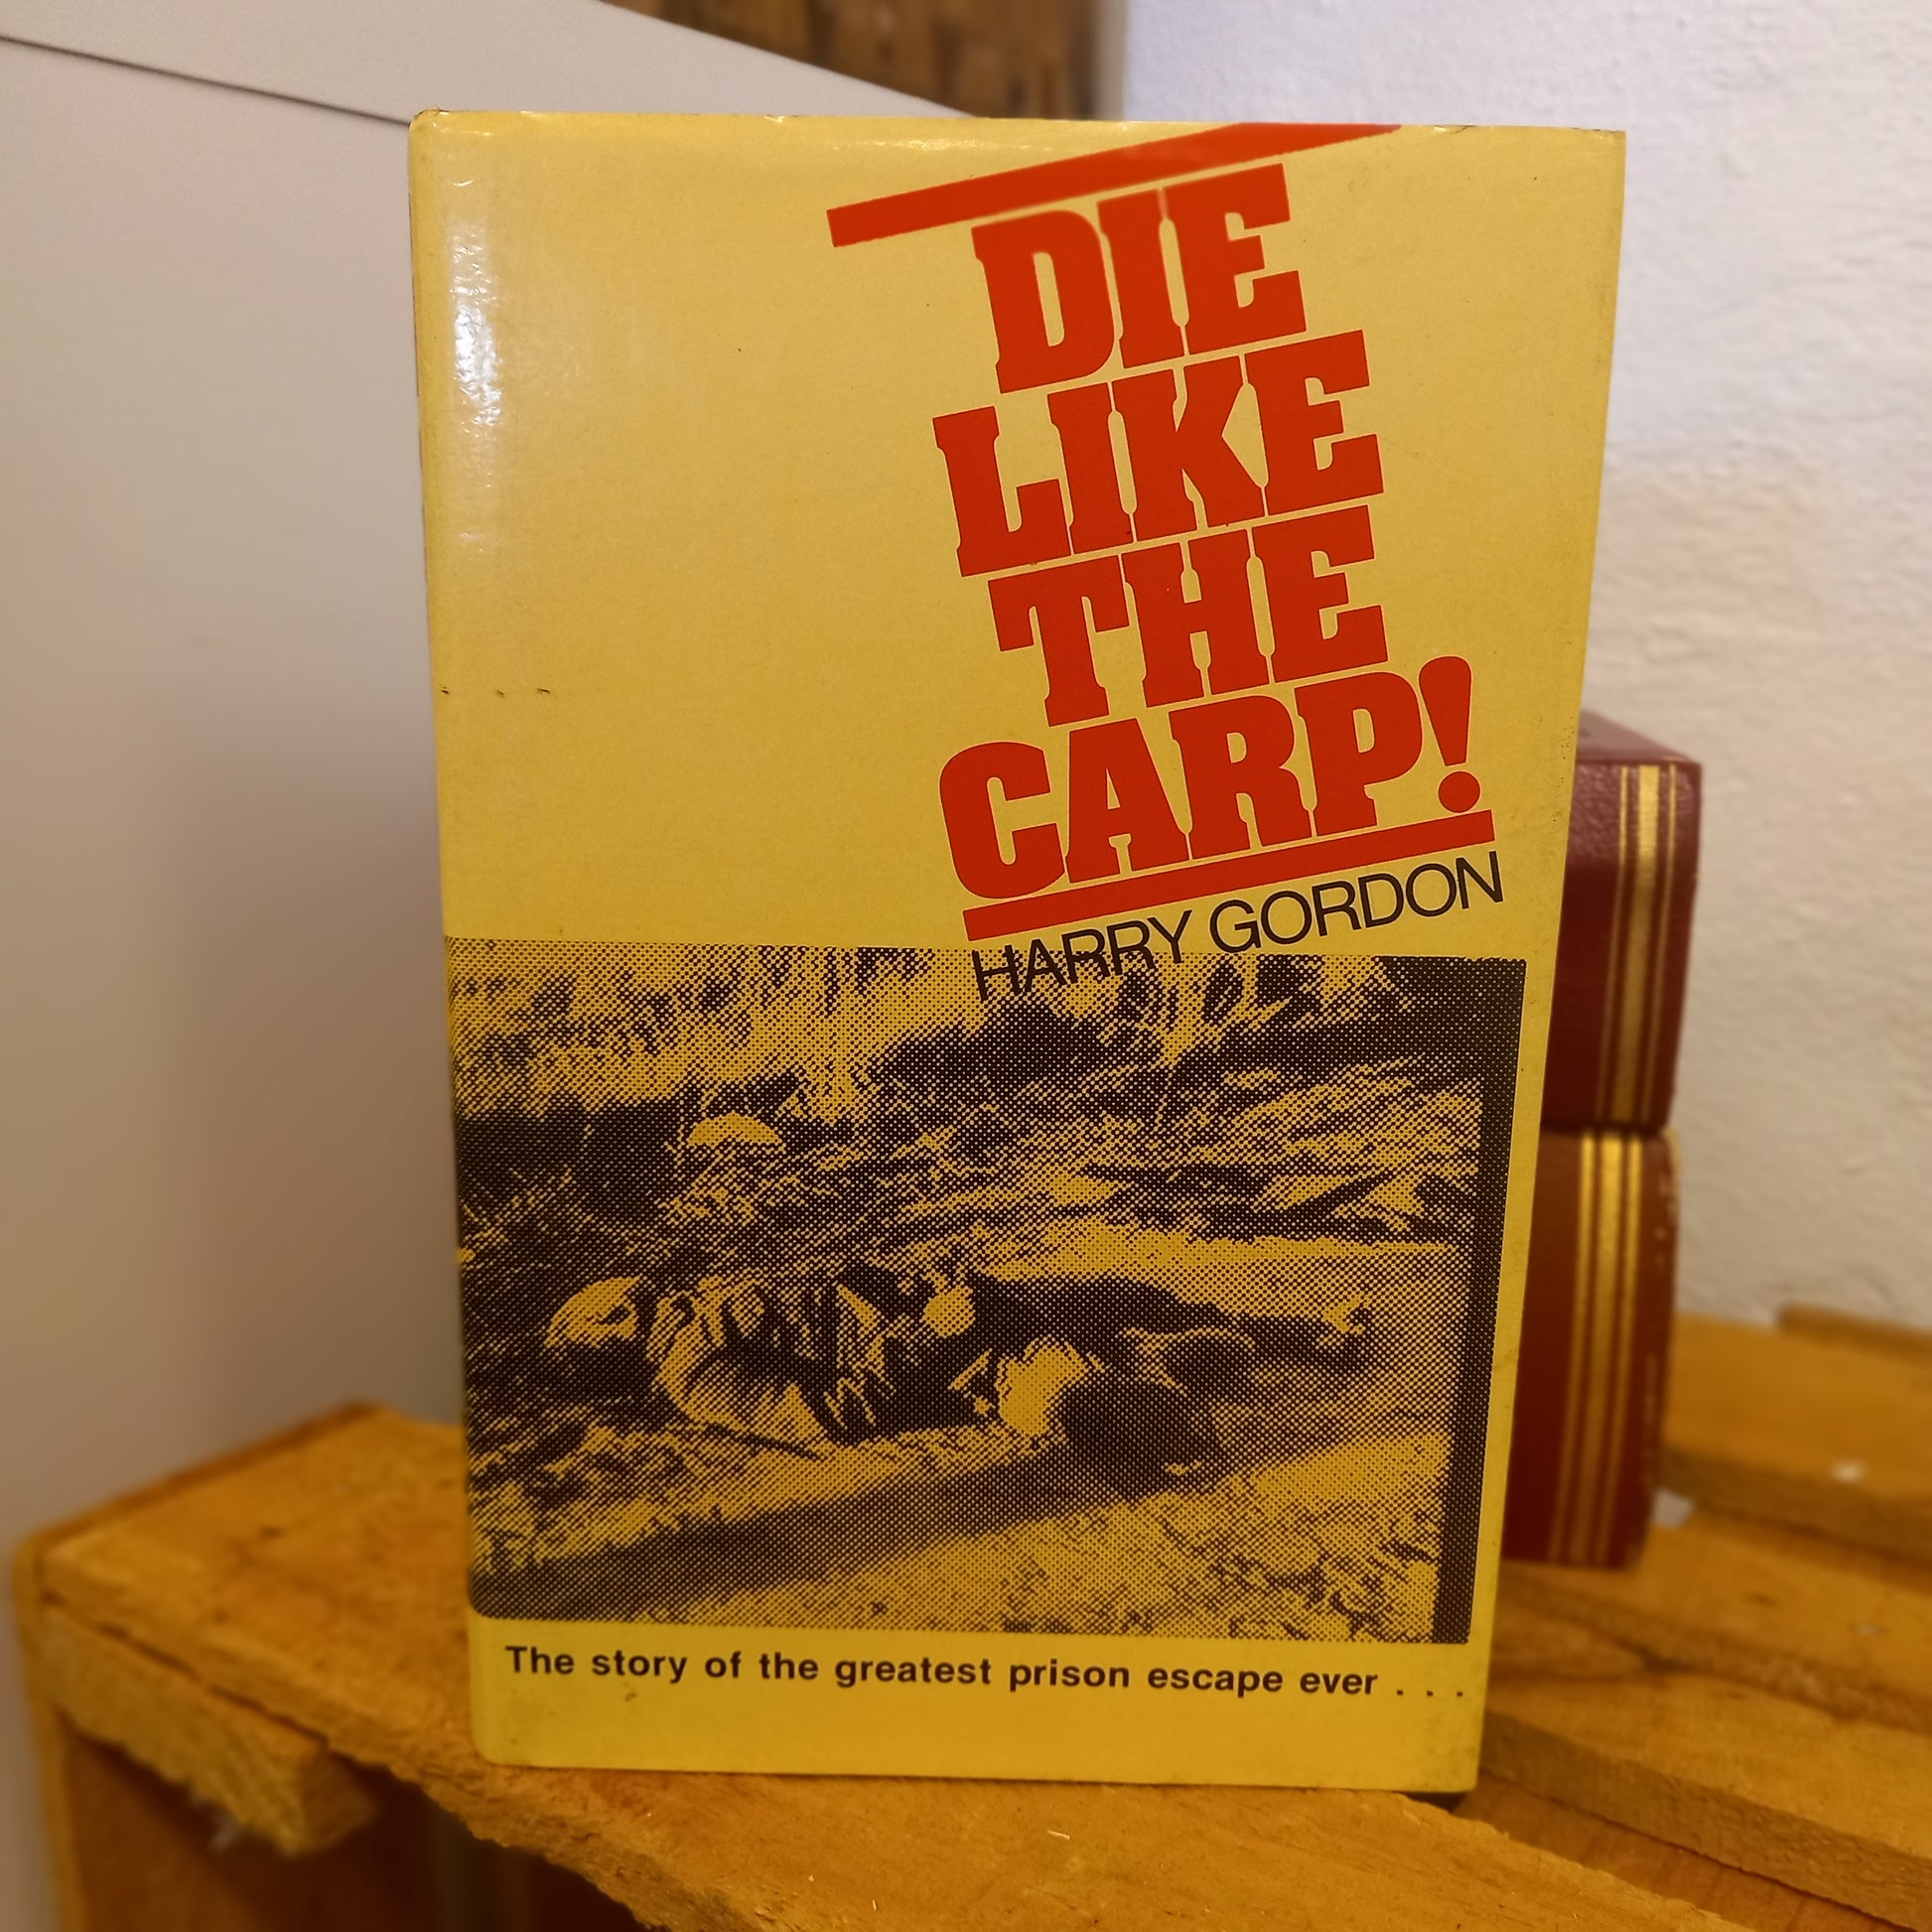 DIE
LIKE
THE
CARP!
HARRY GORDON
The story of the greatest prison escape ever . . .